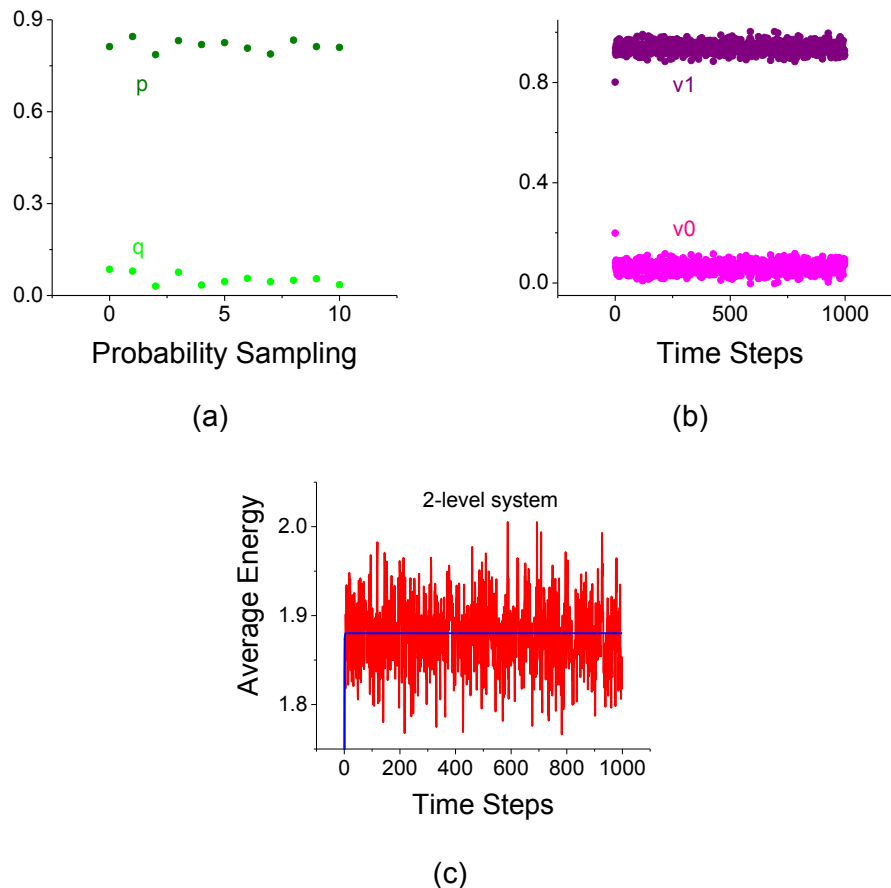 0.9
0.6
0.3
0.0
p
q
0 5 10
Probability Sampling
(a)
0.8
0.4
0.0
v1
v0
0 500 1000
Time Steps
(b)
2-level system
Average Energy
2.0
1.9
1.8
0 200 400 600 800 1000
Time Steps
(c)